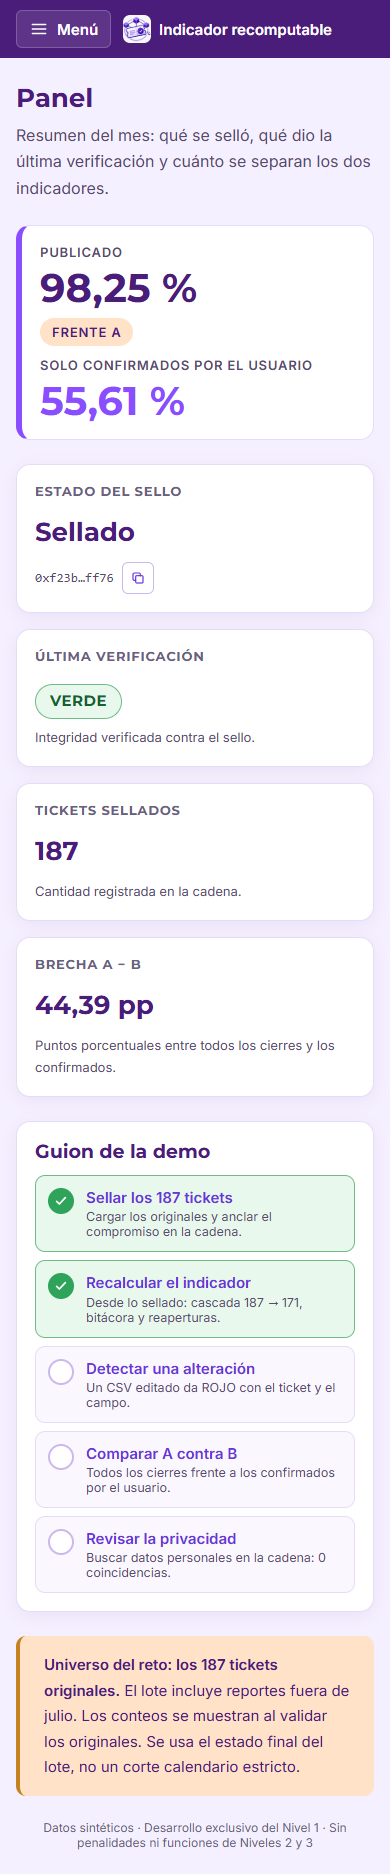 Menú
Indicador recomputable
Panel
Resumen del mes: qué se selló, qué dio la
última verificación y cuánto se separan los dos
indicadores.
PUBLICADO
98,25 %
FRENTE A
SOLO CONFIRMADOS POR EL USUARIO
55,61 %
ESTADO DEL SELLO
Sellado
0xf23b…ff76
ÚLTIMA VERIFICACIÓN
VERDE
Integridad verificada contra el sello.
TICKETS SELLADOS
187
Cantidad registrada en la cadena.
BRECHA A − B
44,39 pp
Puntos porcentuales entre todos los cierres y los
confirmados.
Guion de la demo
Sellar los 187 tickets
Cargar los originales y anclar el
compromiso en la cadena.
Recalcular el indicador
Desde lo sellado: cascada 187 → 171,
bitácora y reaperturas.
Detectar una alteración
Un CSV editado da ROJO con el ticket y el
campo.
Comparar A contra B
Todos los cierres frente a los confirmados
por el usuario.
Revisar la privacidad
Buscar datos personales en la cadena: 0
coincidencias.
Universo del reto: los 187 tickets
originales. El lote incluye reportes fuera de
julio. Los conteos se muestran al validar
los originales. Se usa el estado final del
lote, no un corte calendario estricto.
Datos sintéticos · Desarrollo exclusivo del Nivel 1 · Sin
penalidades ni funciones de Niveles 2 y 3